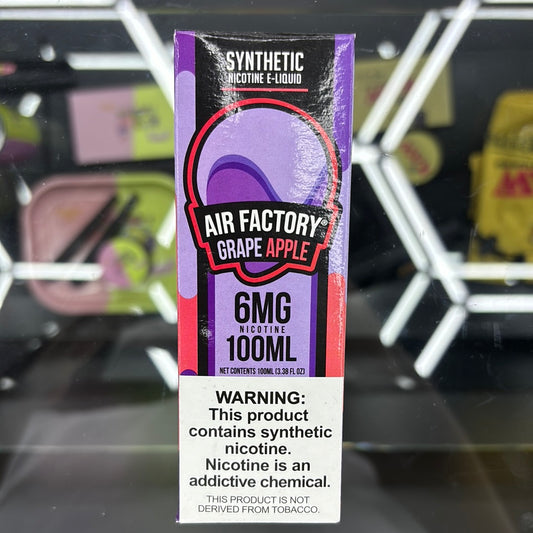 SYNTHETIC
NICOTINE E-LIQUID
AIR FACTORY®
GRAPE APPLE
6MG
NICOTINE
100ML
NET CONTENTS 100ML (3.38 FL OZ)
WARNING:
This product
contains synthetic
nicotine.
Nicotine is an
addictive chemical.
THIS PRODUCT IS NOT
DERIVED FROM TOBACCO.